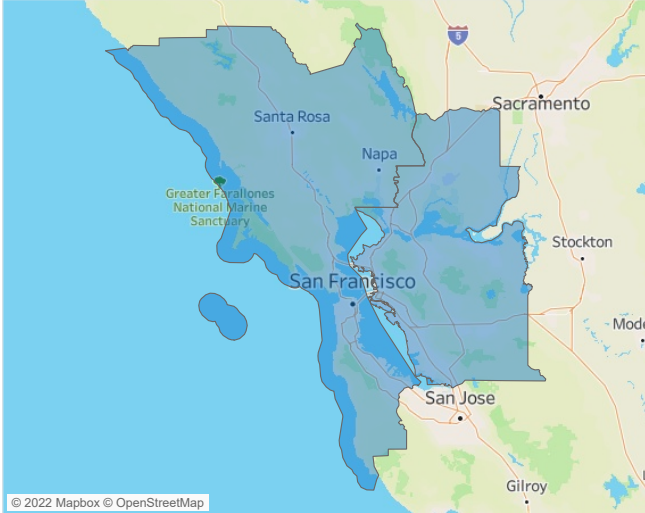 5
Sacramento
Santa Rosa
Napa
Greater Farallones
National Marine
Sanctuary
Stockton
San Francisco
Mode
San Jose
Gilroy
© 2022 Mapbox © OpenStreetMap